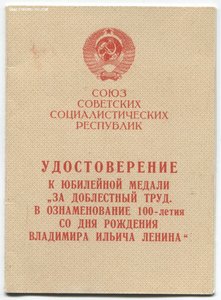 СОЮЗ
СОВЕТСКИХ
СОЦИАЛИСТИЧЕСКИХ
РЕСПУБЛИК
УДОСТОВЕРЕНИЕ
К ЮБИЛЕЙНОЙ МЕДАЛИ
„ЗА ДОБЛЕСТНЫЙ ТРУД.
В ОЗНАМЕНОВАНИЕ 100-летия
СО ДНЯ РОЖДЕНИЯ
ВЛАДИМИРА ИЛЬИЧА ЛЕНИНА“